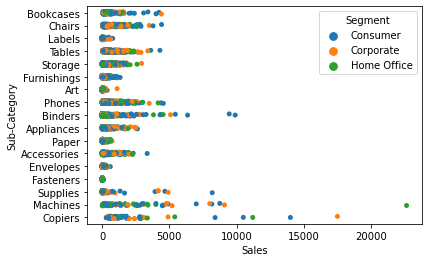 Segment
Consumer
Corporate
Home Office
Sub-Category
Bookcases
Chairs
Labels
Tables
Storage
Furnishings
Art
Phones
Binders
Appliances
Paper
Accessories
Envelopes
Fasteners
Supplies
Machines
Copiers
0 5000 10000 15000 20000
Sales